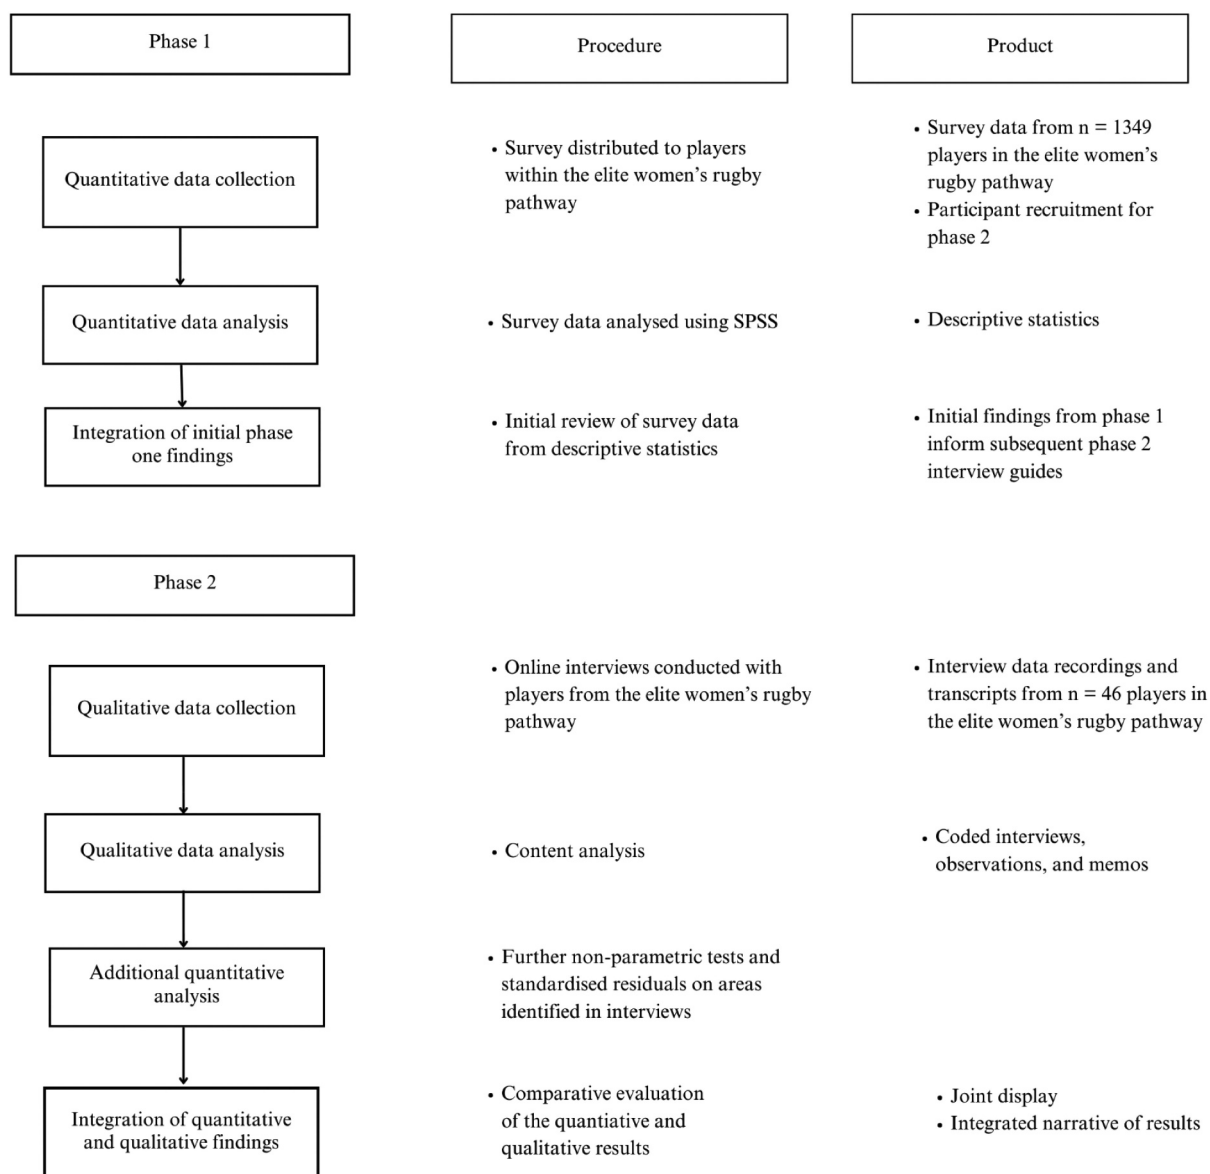 Phase 1
Procedure
Product
Quantitative data collection
• Survey distributed to players
within the elite women's rugby
pathway
• Survey data from n = 1349
players in the elite women's
rugby pathway
• Participant recruitment for
phase 2
Quantitative data analysis
• Survey data analysed using SPSS
• Descriptive statistics
Integration of initial phase
one findings
• Initial review of survey data
from descriptive statistics
• Initial findings from phase 1
inform subsequent phase 2
interview guides
Phase 2
Qualitative data collection
• Online interviews conducted with
players from the elite women's rugby
pathway
• Interview data recordings and
transcripts from n = 46 players in
the elite women's rugby pathway
Qualitative data analysis
• Content analysis
• Coded interviews,
observations, and memos
Additional quantitative
analysis
• Further non-parametric tests and
standardised residuals on areas
identified in interviews
Integration of quantitative
and qualitative findings
• Comparative evaluation
of the quantiative and
qualitative results
• Joint display
• Integrated narrative of results